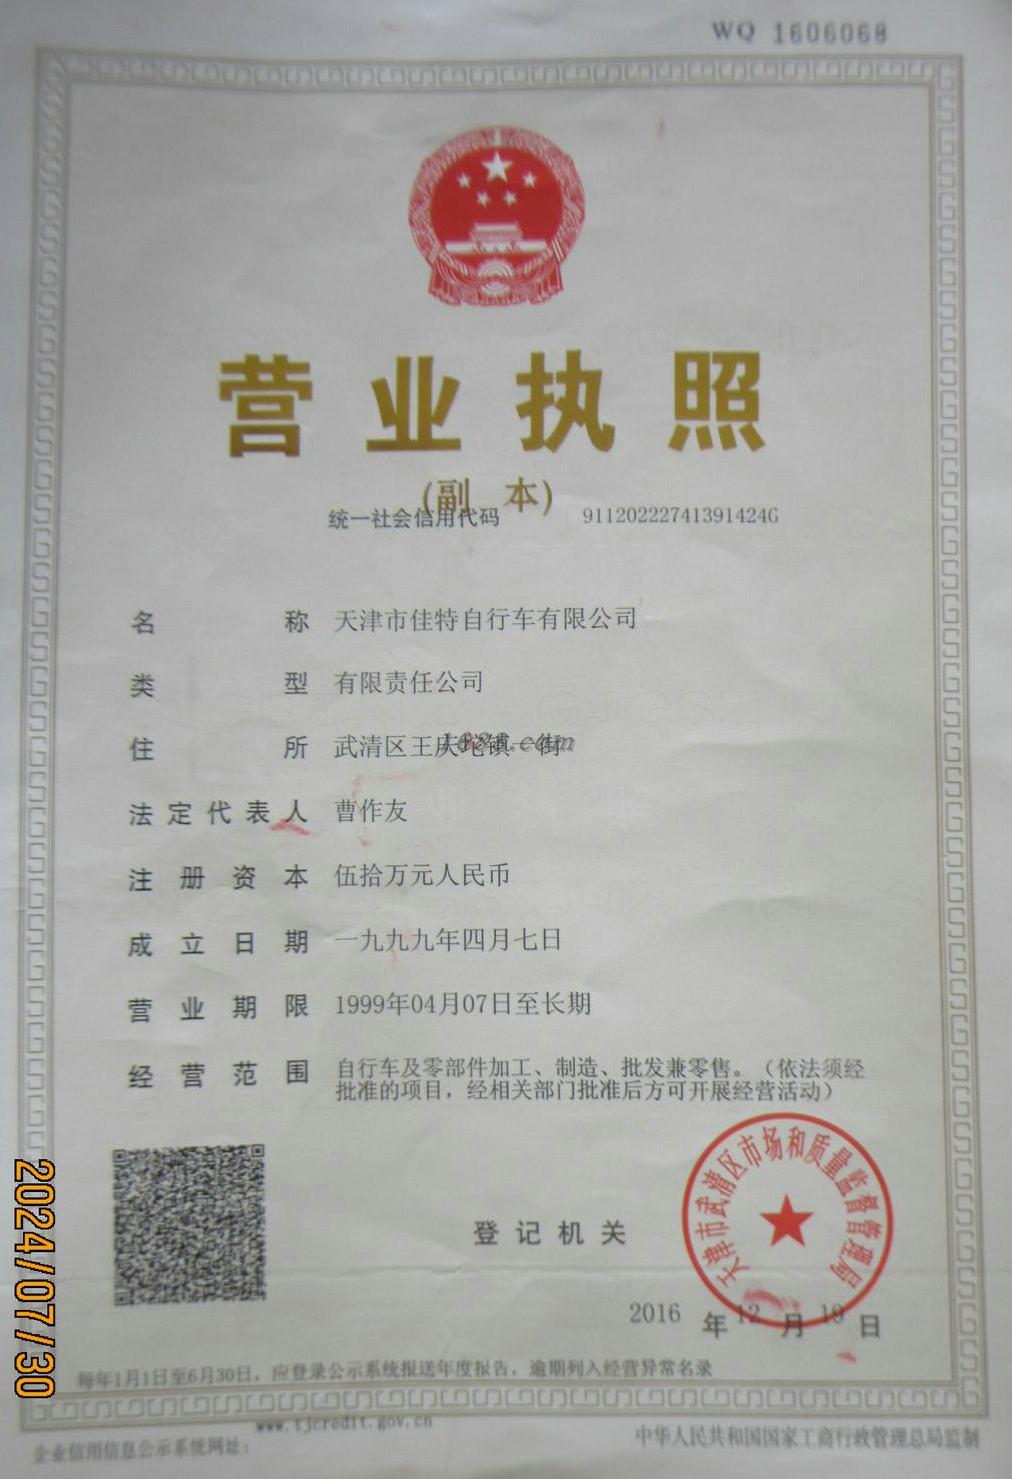 WQ 1606068
营业执照
(副 本)
统一社会信用代码 911202227413914​24G
名称 天津市佳特自行车有限公司
类型 有限责任公司
住所 武清区王庆坨镇一街
1688.com
法定代表人 曹作友
注册资本 伍拾万元人民币
成立日期 一九九九年四月七日
营业期限 1999年04月07日至长期
经营范围 自行车及零部件加工、制造、批发兼零售。（依法须经
批准的项目，经相关部门批准后方可开展经营活动）
天津市武清区市场和质量监督管理局
登记机关
2016 年 12 月 19 日
2024/07/30
每年1月1日至6月30日，应登录公示系统报送年度报告，逾期列入经营异常名录
www.tjcredit.gov.cn
企业信用信息公示系统网址：
中华人民共和国国家工商行政管理总局监制